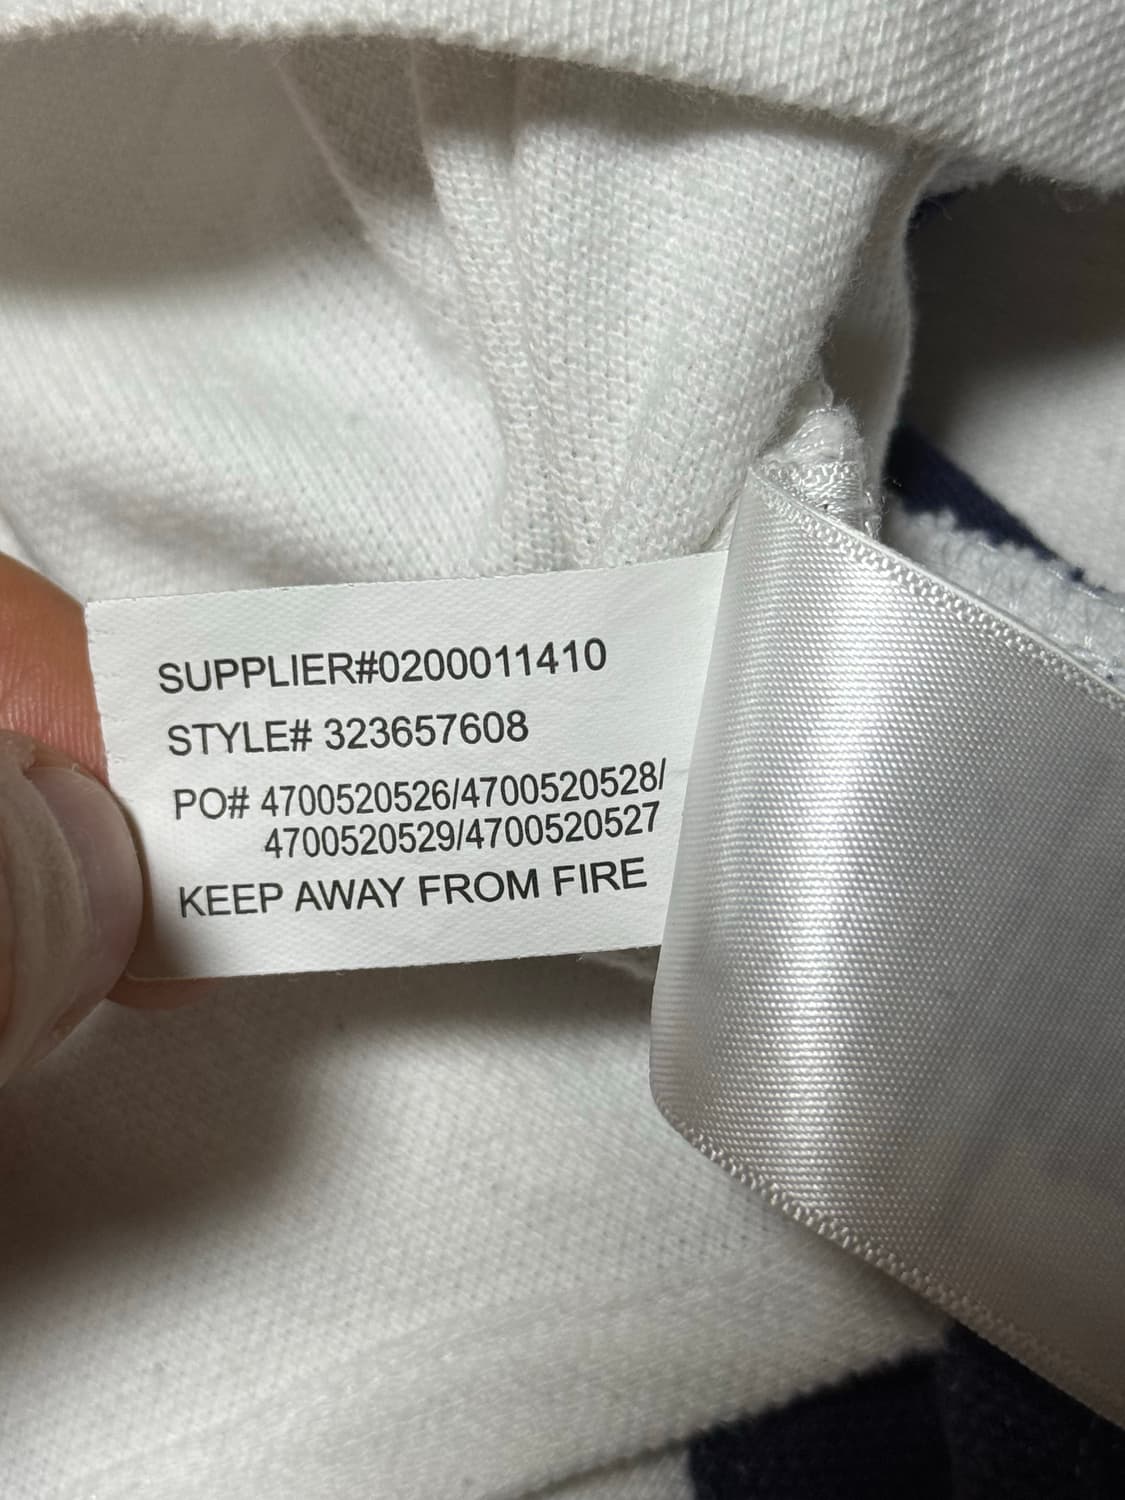 SUPPLIER#0200011410
STYLE# 323657608
PO# 4700520526/4700520528/
4700520529/4700520527
KEEP AWAY FROM FIRE